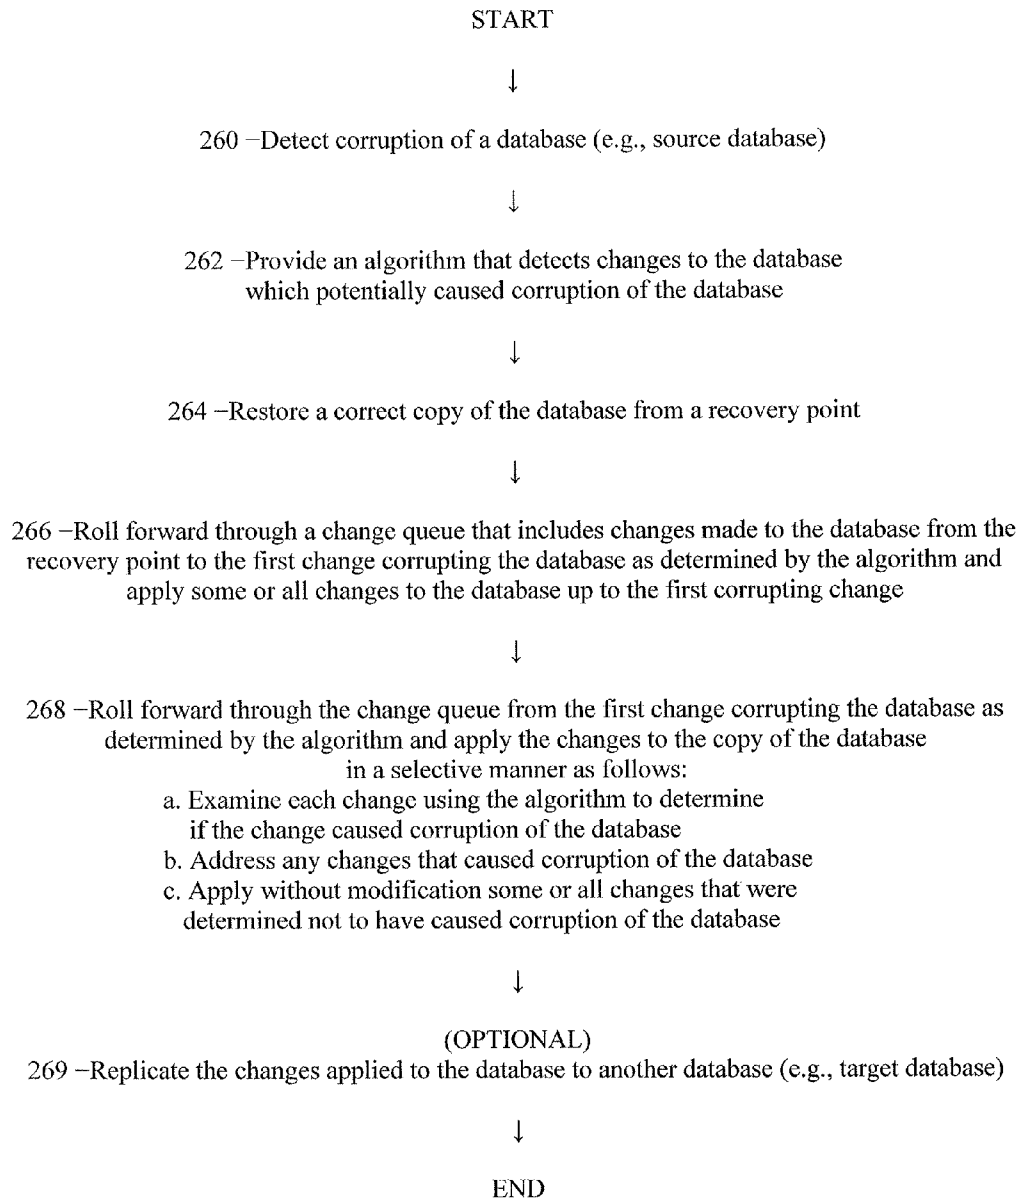 START
↓
260 –Detect corruption of a database (e.g., source database)
↓
262 –Provide an algorithm that detects changes to the database
which potentially caused corruption of the database
↓
264 –Restore a correct copy of the database from a recovery point
↓
266 –Roll forward through a change queue that includes changes made to the database from the
recovery point to the first change corrupting the database as determined by the algorithm and
apply some or all changes to the database up to the first corrupting change
↓
268 –Roll forward through the change queue from the first change corrupting the database as
determined by the algorithm and apply the changes to the copy of the database
in a selective manner as follows:
a. Examine each change using the algorithm to determine
if the change caused corruption of the database
b. Address any changes that caused corruption of the database
c. Apply without modification some or all changes that were
determined not to have caused corruption of the database
↓
(OPTIONAL)
269 –Replicate the changes applied to the database to another database (e.g., target database)
↓
END